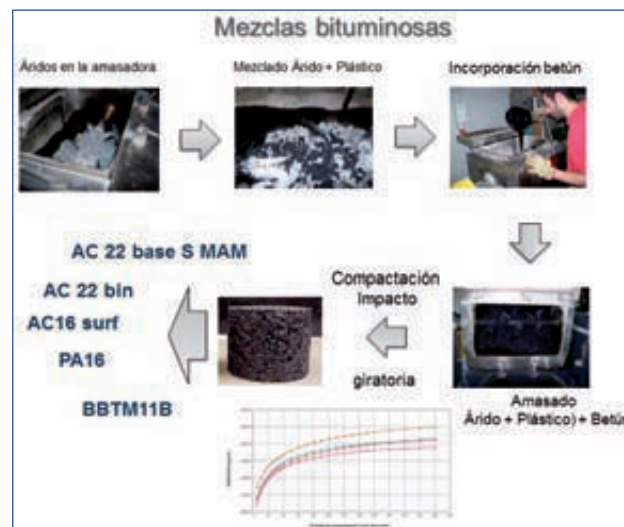 Mezclas bituminosas
Áridos en la amasadora
Mezclado Árido + Plástico
Incorporación betún
AC 22 base S MAM
AC 22 bin
AC16 surf
PA16
BBTM11B
Compactación
Impacto
giratoria
Amasado
Árido + Plástico) + Betún